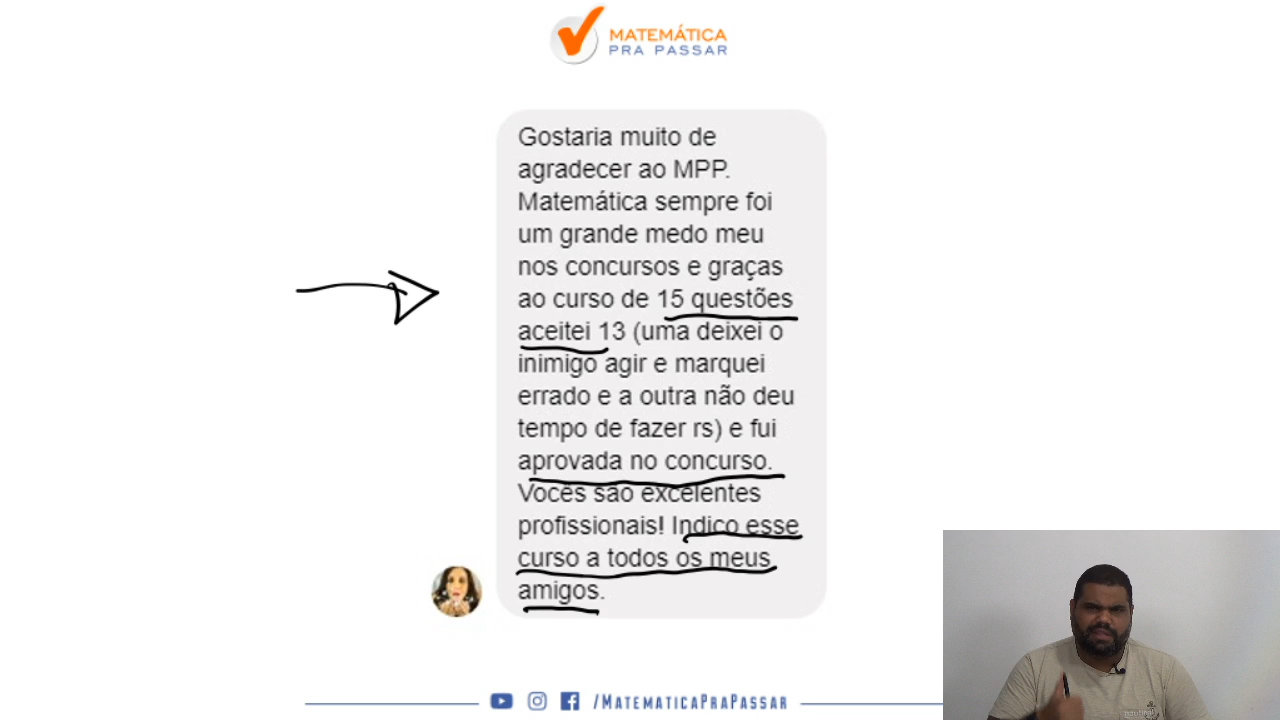 MATEMÁTICA
PRA PASSAR
Gostaria muito de
agradecer ao MPP.
Matemática sempre foi
um grande medo meu
nos concursos e graças
ao curso de 15 questões
aceitei 13 (uma deixei o
inimigo agir e marquei
errado e a outra não deu
tempo de fazer rs) e fui
aprovada no concurso.
Vocês são excelentes
profissionais! Indico esse
curso a todos os meus
amigos.
/MATEMATICAPRAPASSAR